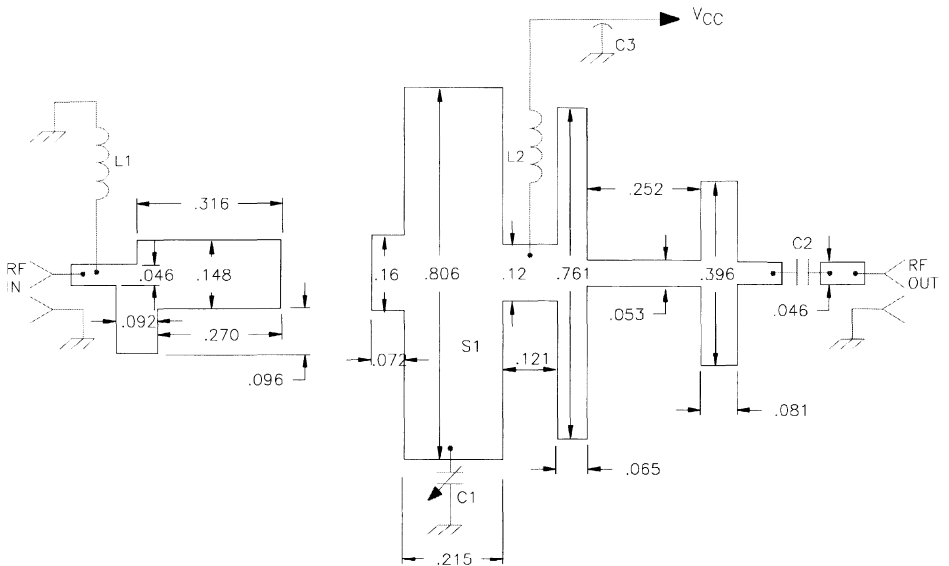 VCC
C3
L1
L2
.316
.252
C2
RF
IN
.046
.148
.16
.806
.12
.761
.396
RF
OUT
.092
.270
.053
.046
.072
S1
.121
.096
.081
.065
C1
.215